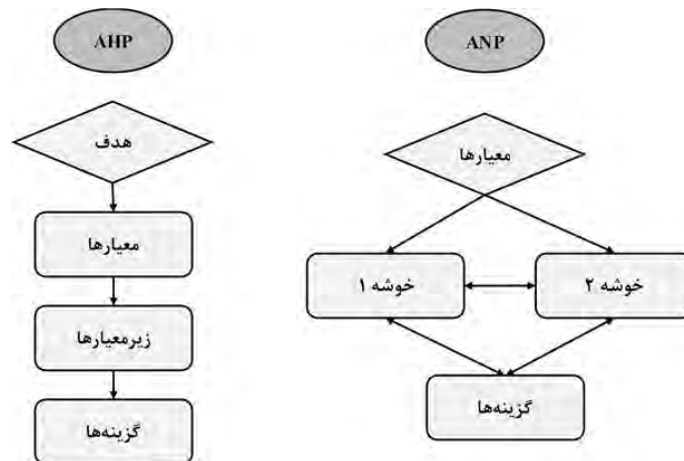 AHP
هدف
معیارها
زیرمعیارها
گزینه‌ها
ANP
معیارها
خوشه ۱
خوشه ۲
گزینه‌ها